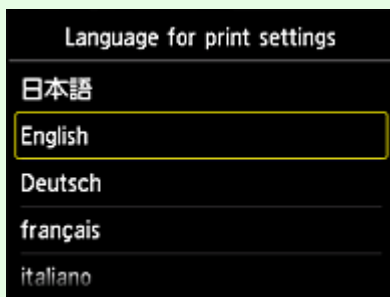 Language for print settings
日本語
English
Deutsch
français
italiano